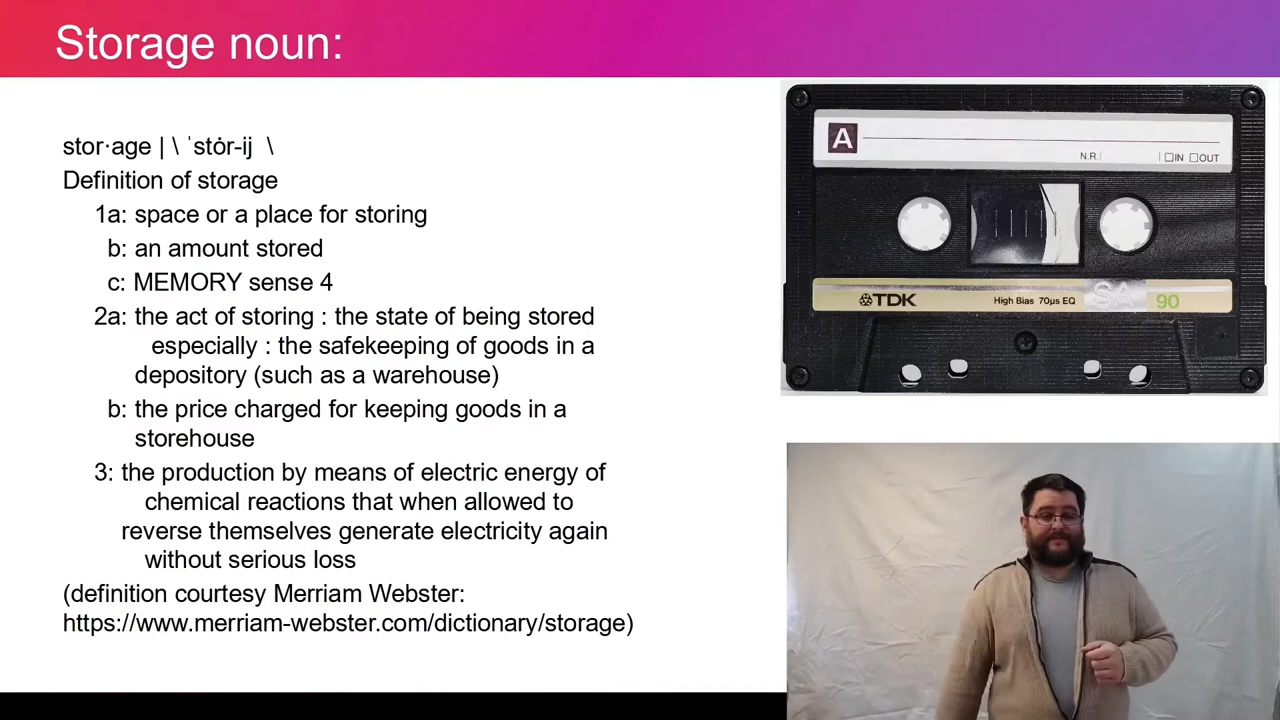 Storage noun:
stor·age | \ ˈstȯr-ij \
Definition of storage
1a: space or a place for storing
b: an amount stored
c: MEMORY sense 4
2a: the act of storing : the state of being stored
especially : the safekeeping of goods in a
depository (such as a warehouse)
b: the price charged for keeping goods in a
storehouse
3: the production by means of electric energy of
chemical reactions that when allowed to
reverse themselves generate electricity again
without serious loss
(definition courtesy Merriam Webster:
https://www.merriam-webster.com/dictionary/storage)
A
N.R. IN OUT
TDK High Bias 70µs EQ SA 90